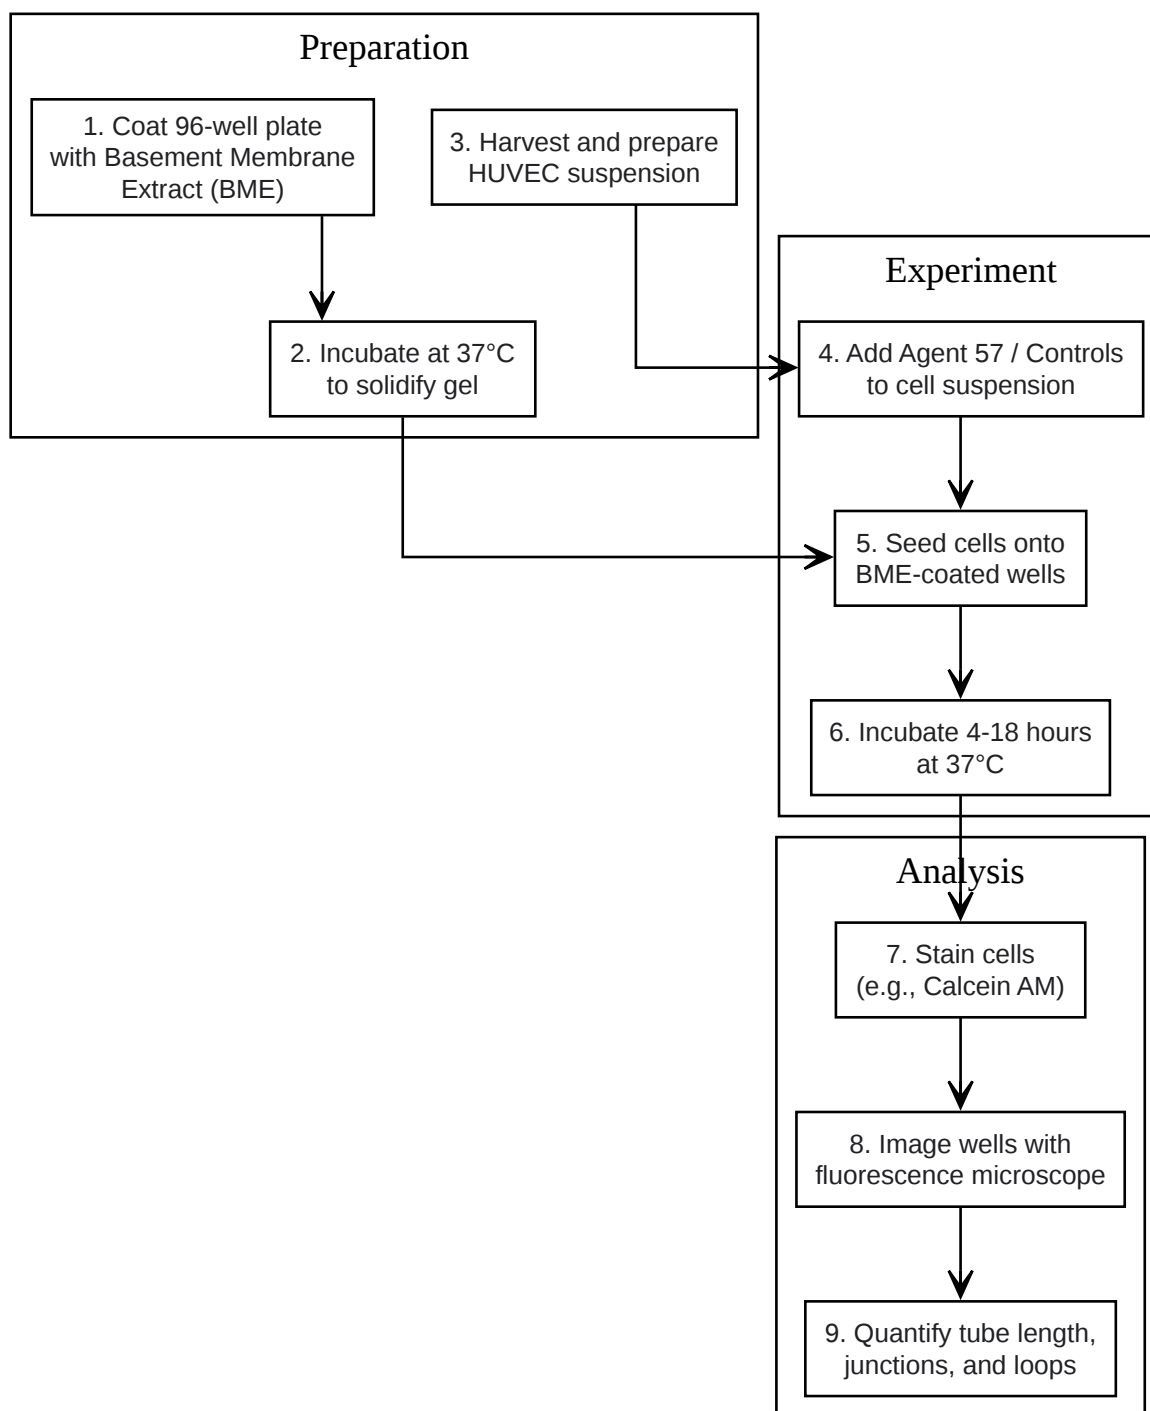 Preparation
1. Coat 96-well plate
with Basement Membrane
Extract (BME)
3. Harvest and prepare
HUVEC suspension
2. Incubate at 37°C
to solidify gel
Experiment
4. Add Agent 57 / Controls
to cell suspension
5. Seed cells onto
BME-coated wells
6. Incubate 4-18 hours
at 37°C
Analysis
7. Stain cells
(e.g., Calcein AM)
8. Image wells with
fluorescence microscope
9. Quantify tube length,
junctions, and loops